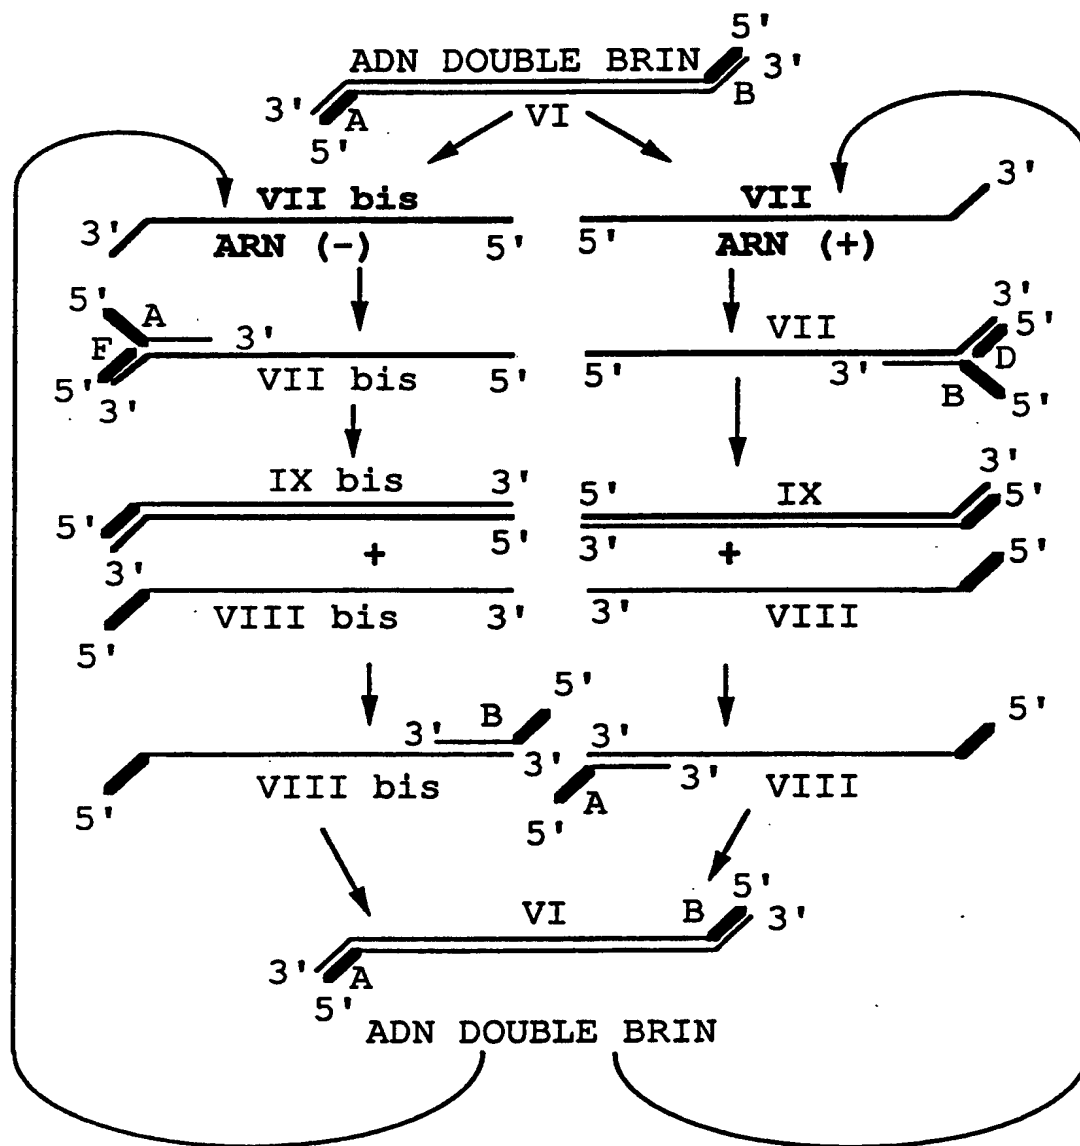 5'
ADN DOUBLE BRIN 3'
3' A VI B
5'
VII bis VII 3'
3' ARN (-) 5' 5' ARN (+)
5' A 3' VII 3' 5'
F D
5' 3' VII bis 5' 5' 3' B 5'
IX bis 3' 5' IX 3' 5'
5' 3' + 5' 3' + 5'
VIII bis 3' 3' VIII
5'
5' 5'
3' B 3' 3'
VIII bis A 3' VIII
5' 5'
VI B 5' 3'
3' A
5'
ADN DOUBLE BRIN